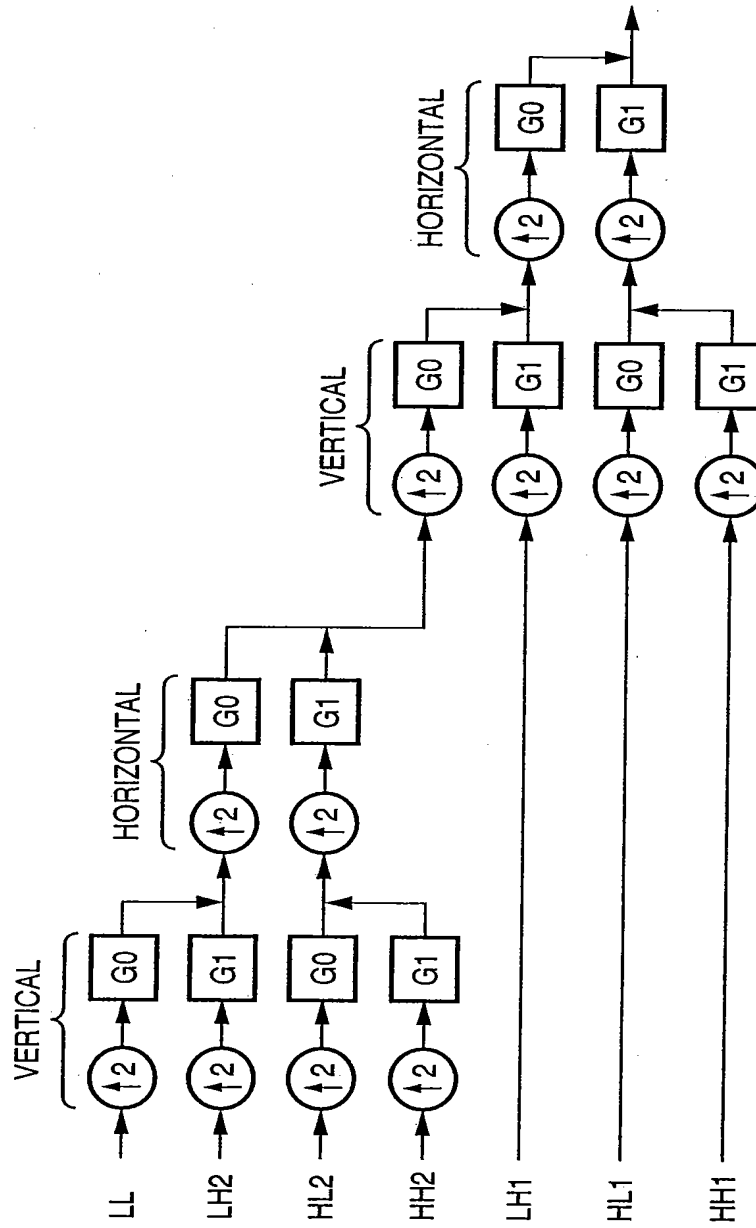 VERTICAL
HORIZONTAL
VERTICAL
HORIZONTAL
LL
↑2
G0
LH2
↑2
G1
↑2
G0
HL2
↑2
G0
↑2
G1
HH2
↑2
G1
↑2
G0
LH1
↑2
G1
↑2
G0
HL1
↑2
G0
↑2
G1
HH1
↑2
G1